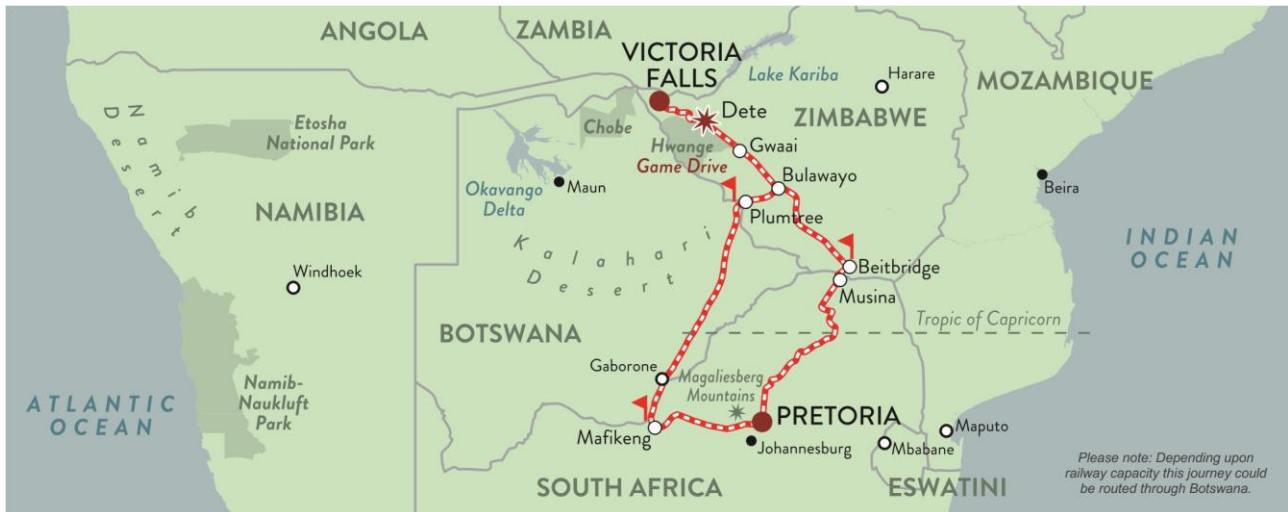 ANGOLA
ZAMBIA
VICTORIA
FALLS
Lake Kariba
Harare
MOZAMBIQUE
Namib
Desert
Etosha
National Park
Chobe
Dete
ZIMBABWE
Hwange
Game Drive
Gwaai
Okavango
Delta
Maun
Bulawayo
Beira
NAMIBIA
Plumtree
Kalahari
Desert
INDIAN
OCEAN
Windhoek
Beitbridge
Musina
BOTSWANA
Tropic of Capricorn
Gaborone
Magaliesberg
Mountains
Namib-
Naukluft
Park
ATLANTIC
OCEAN
PRETORIA
Mafikeng
Johannesburg
Mbabane
Maputo
SOUTH AFRICA
ESWATINI
Please note: Depending upon
railway capacity this journey could
be routed through Botswana.